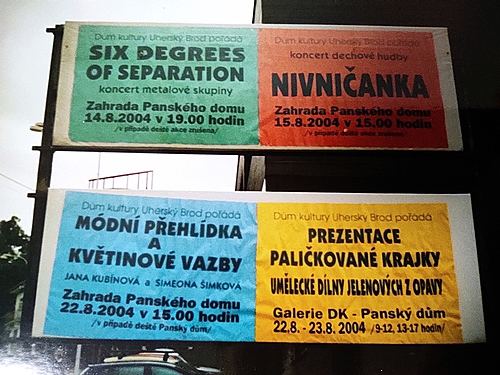 Dům kultury Uherský Brod pořádá
SIX DEGREES
OF SEPARATION
koncert metalové skupiny
Zahrada Panského domu
14.8.2004 v 19.00 hodin
/v případě deště akce zrušena/
Dům kultury Uherský Brod pořádá
koncert dechové hudby
NIVNIČANKA
Zahrada Panského domu
15.8.2004 v 15.00 hodin
/v případě deště akce zrušena/
Dům kultury Uherský Brod pořádá
MÓDNÍ PŘEHLÍDKA
A
KVĚTINOVÉ VAZBY
JANA KUBÍNOVÁ a SIMEONA ŠIMKOVÁ
Zahrada Panského domu
22.8.2004 v 15.00 hodin
/v případě deště Panský dům/
Dům kultury Uherský Brod pořádá
PREZENTACE
PALIČKOVANÉ KRAJKY
UMĚLECKÉ DÍLNY JELENOVÝCH Z OPAVY
Galerie DK - Panský dům
22.8. - 23.8. 2004 /9-12, 13-17 hodin/